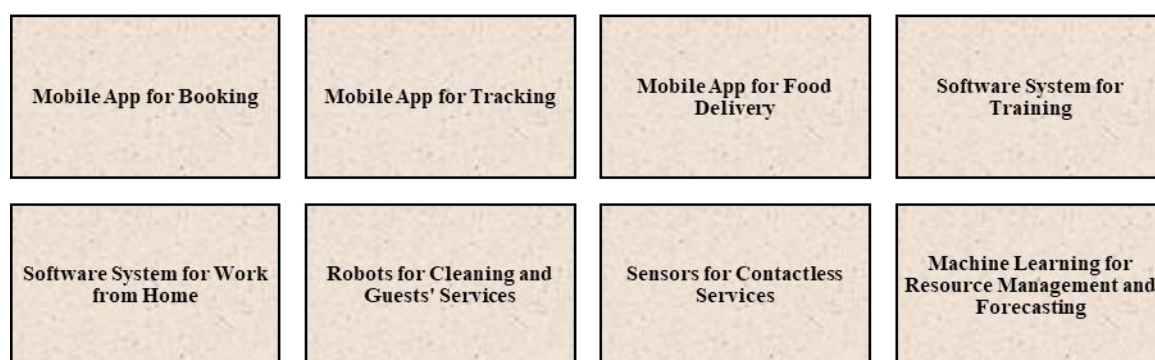 Mobile App for Booking
Mobile App for Tracking
Mobile App for Food
Delivery
Software System for
Training
Software System for Work
from Home
Robots for Cleaning and
Guests' Services
Sensors for Contactless
Services
Machine Learning for
Resource Management and
Forecasting